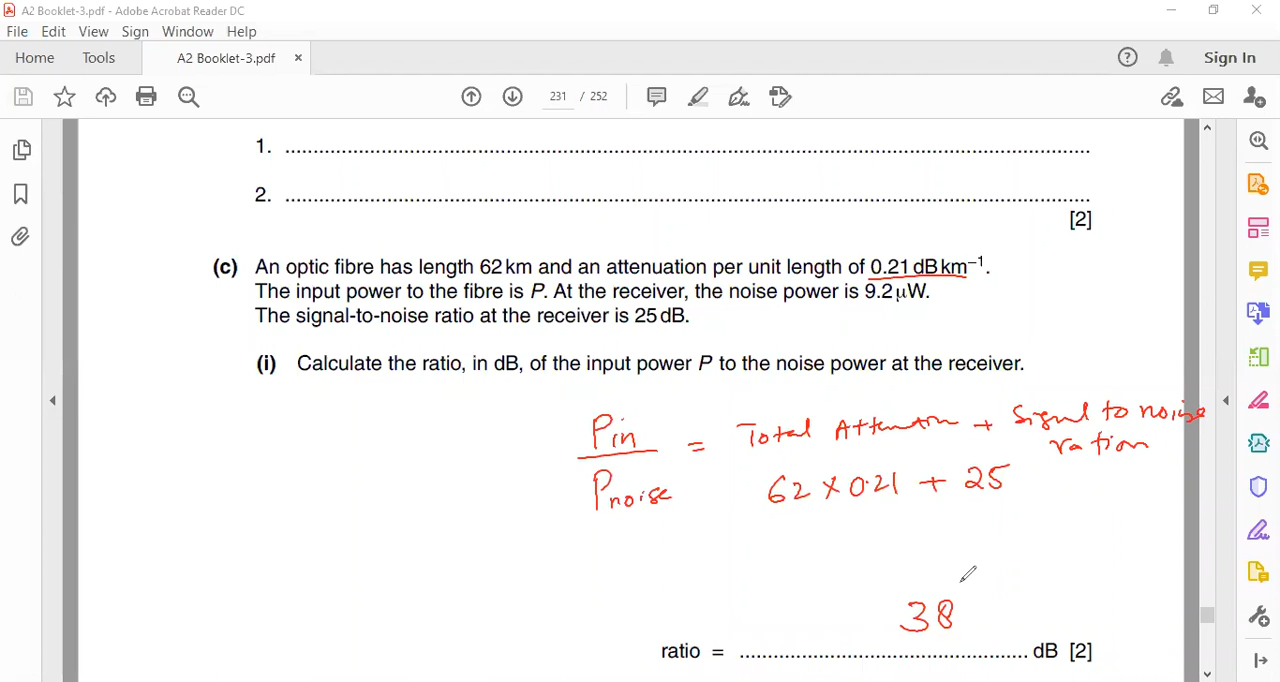 A2 Booklet-3.pdf - Adobe Acrobat Reader DC
File Edit View Sign Window Help
Home Tools A2 Booklet-3.pdf ×
? Sign In
231 / 252
1. ........................................................
2. ........................................................
[2]
(c) An optic fibre has length 62 km and an attenuation per unit length of 0.21 dB km⁻¹.
The input power to the fibre is P. At the receiver, the noise power is 9.2 μW.
The signal-to-noise ratio at the receiver is 25 dB.
(i) Calculate the ratio, in dB, of the input power P to the noise power at the receiver.
Pin / Pnoise = Total Attention + Signal to noise
ration
62 × 0.21 + 25
38
ratio = ........................................ dB [2]